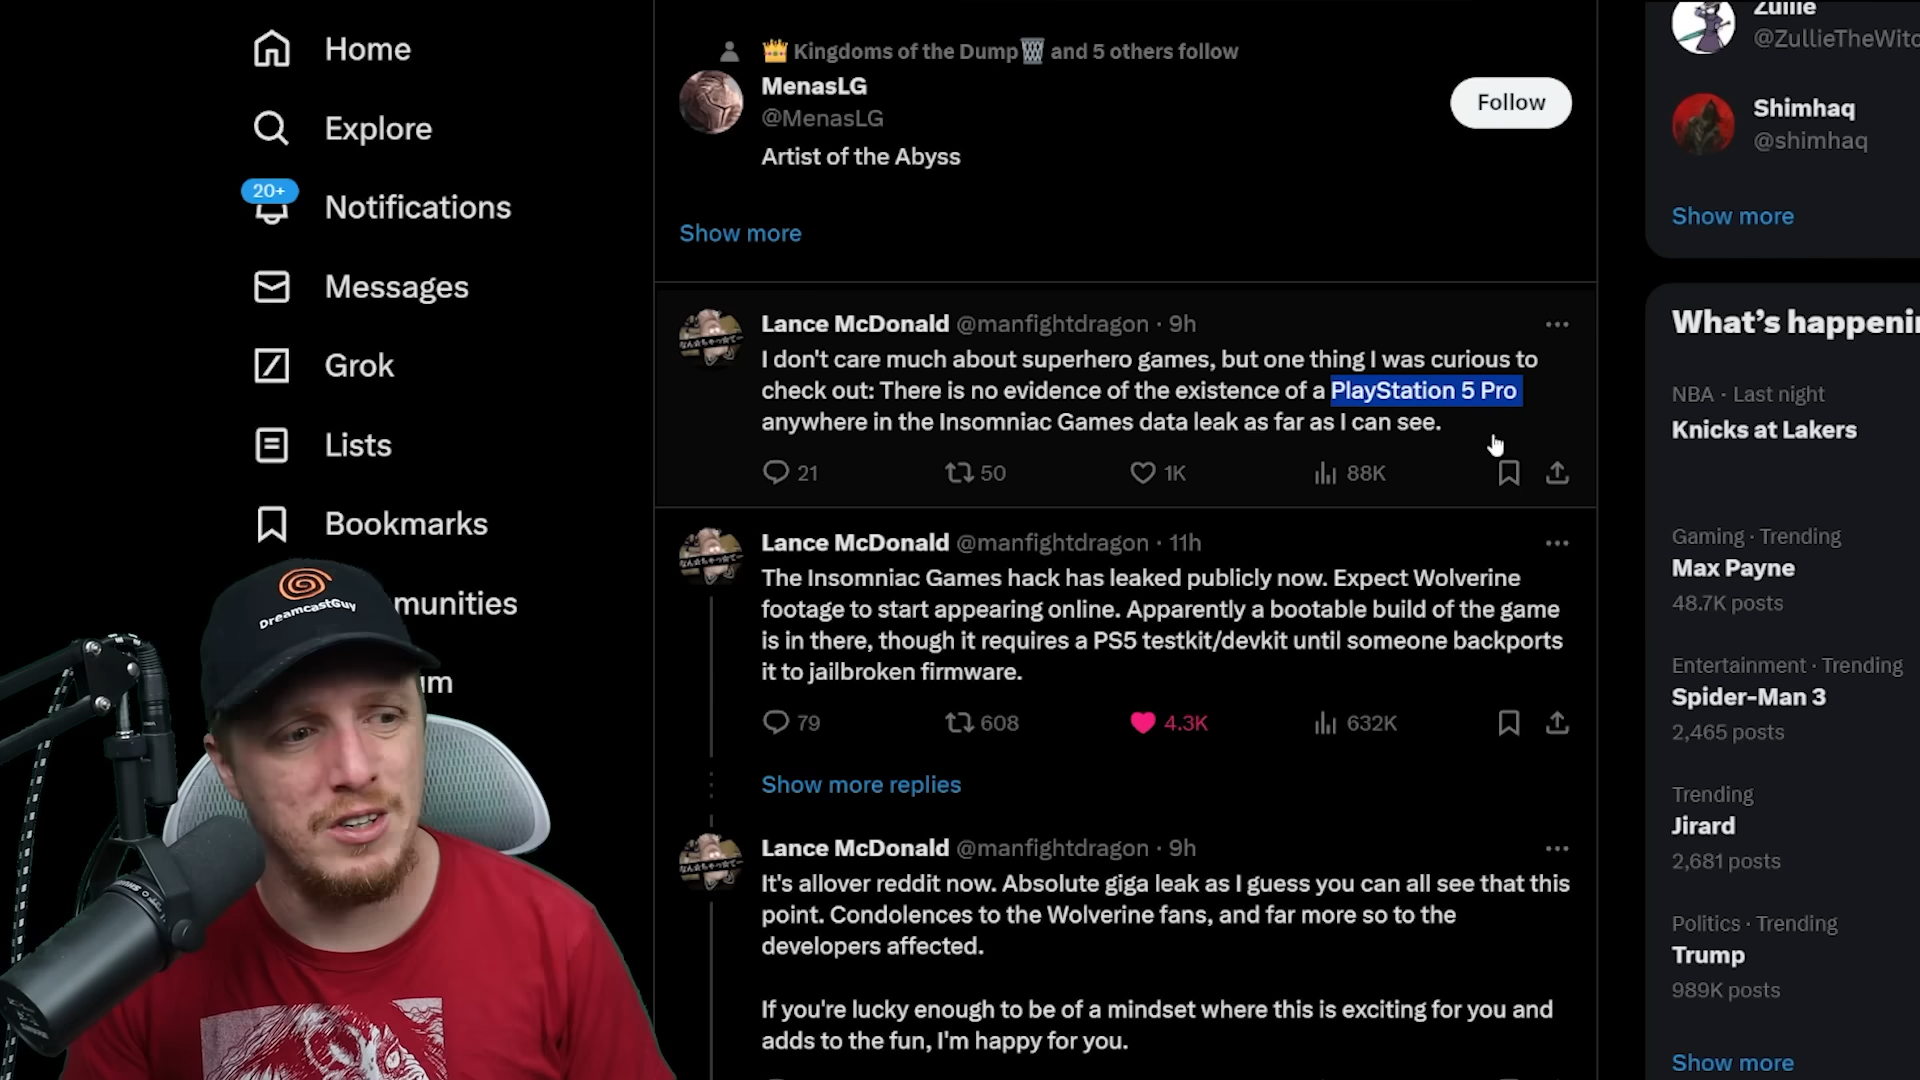 Home
Explore
20+
Notifications
Messages
Grok
Lists
Bookmarks
munities
um
DreamcastGuy
👑 Kingdoms of the Dump🗑️ and 5 others follow
MenasLG
@MenasLG
Follow
Artist of the Abyss
Show more
Lance McDonald @manfightdragon · 9h
I don't care much about superhero games, but one thing I was curious to
check out: There is no evidence of the existence of a PlayStation 5 Pro
anywhere in the Insomniac Games data leak as far as I can see.
21 50 1K 88K
Lance McDonald @manfightdragon · 11h
The Insomniac Games hack has leaked publicly now. Expect Wolverine
footage to start appearing online. Apparently a bootable build of the game
is in there, though it requires a PS5 testkit/devkit until someone backports
it to jailbroken firmware.
79 608 4.3K 632K
Show more replies
Lance McDonald @manfightdragon · 9h
It's allover reddit now. Absolute giga leak as I guess you can all see that this
point. Condolences to the Wolverine fans, and far more so to the
developers affected.
If you're lucky enough to be of a mindset where this is exciting for you and
adds to the fun, I'm happy for you.
Zullie
@ZullieTheWitc
Shimhaq
@shimhaq
Show more
What's happenin
NBA · Last night
Knicks at Lakers
Gaming · Trending
Max Payne
48.7K posts
Entertainment · Trending
Spider-Man 3
2,465 posts
Trending
Jirard
2,681 posts
Politics · Trending
Trump
989K posts
Show more